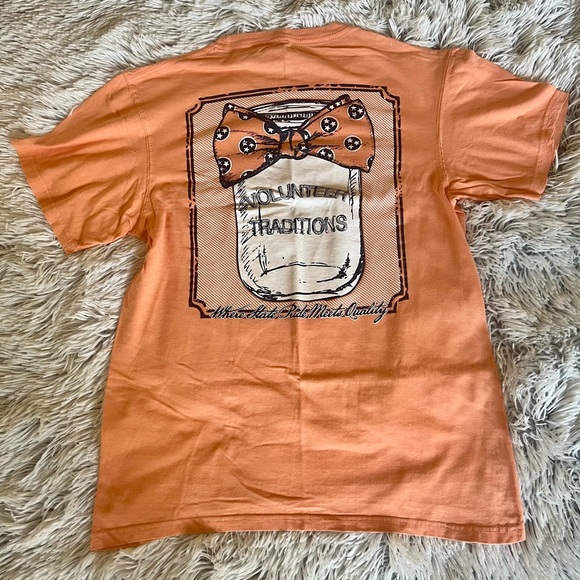 VOLUNTEER
TRADITIONS
Where State Pride Meets Quality